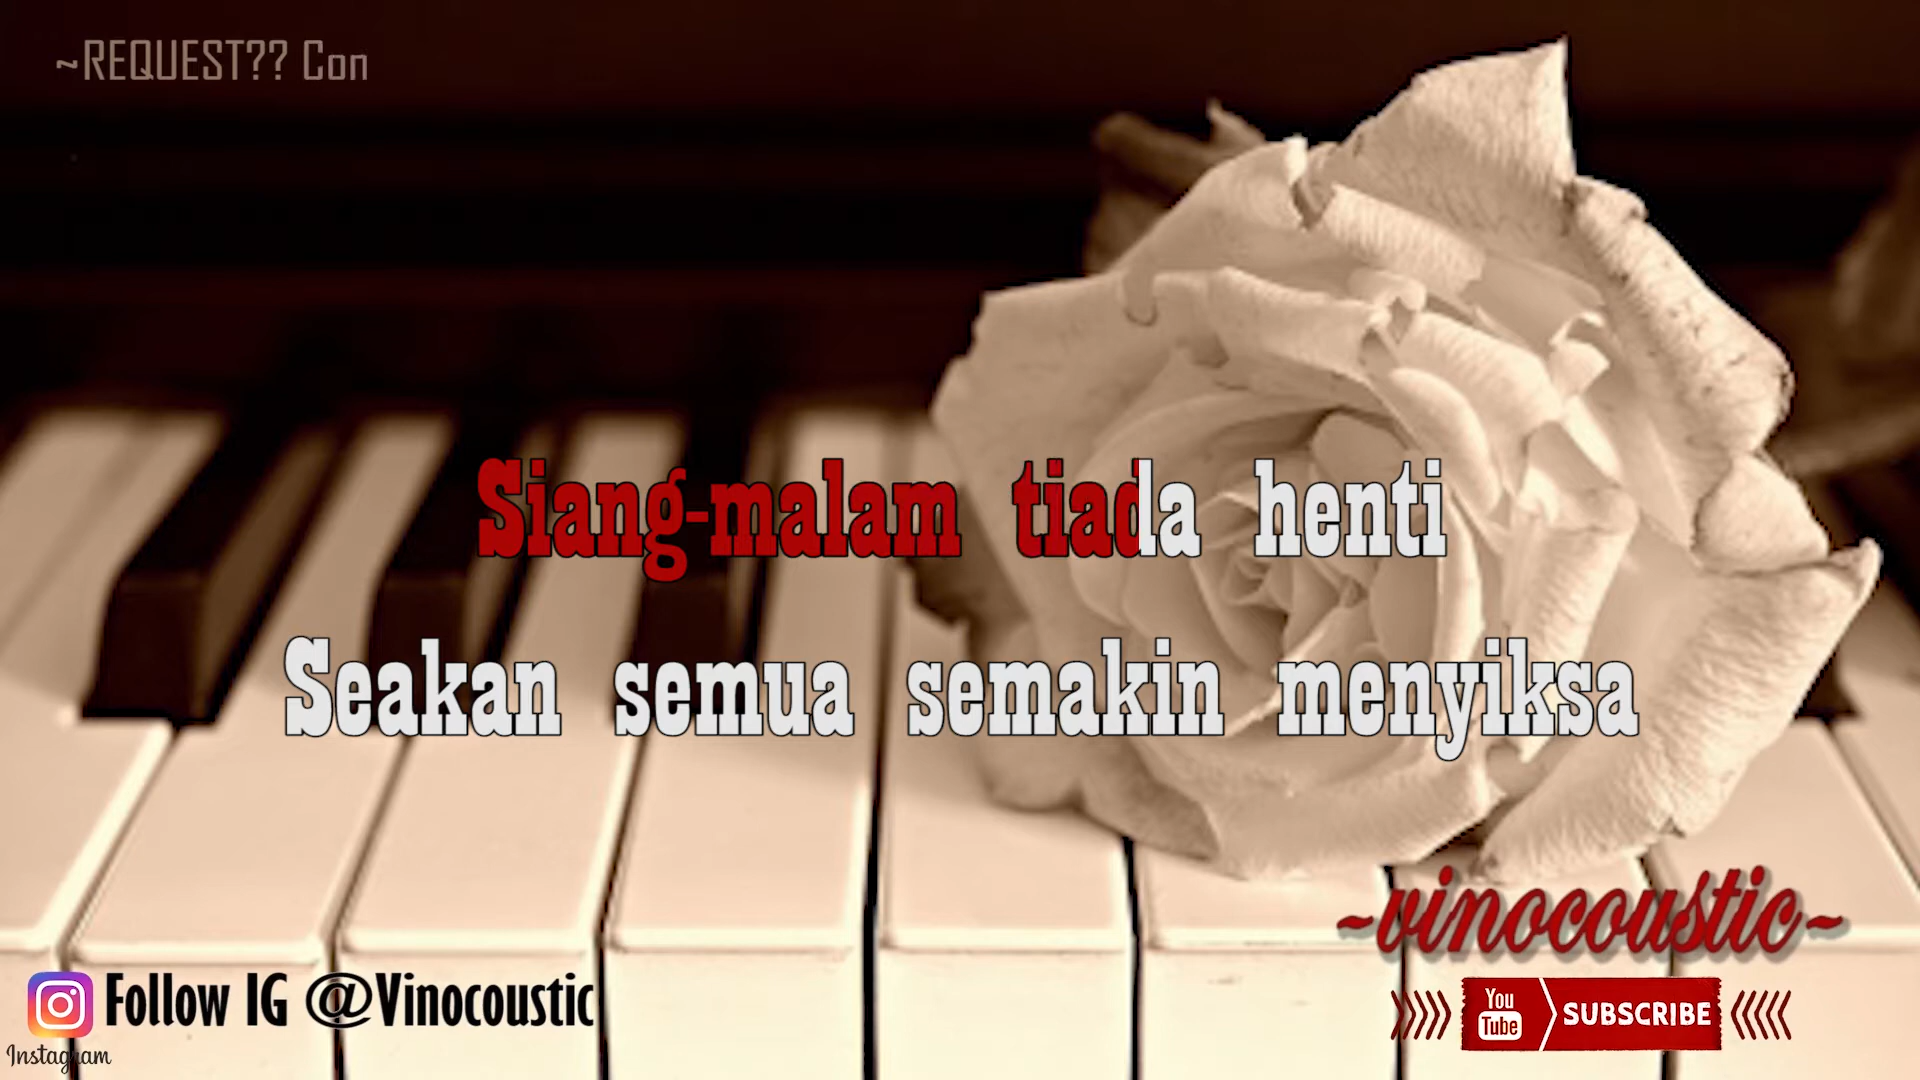 ~REQUEST?? Con
Siang-malam tiada henti
Seakan semua semakin menyiksa
~vinocoustic~
Follow IG @Vinocoustic
You
Tube
SUBSCRIBE
Instagram